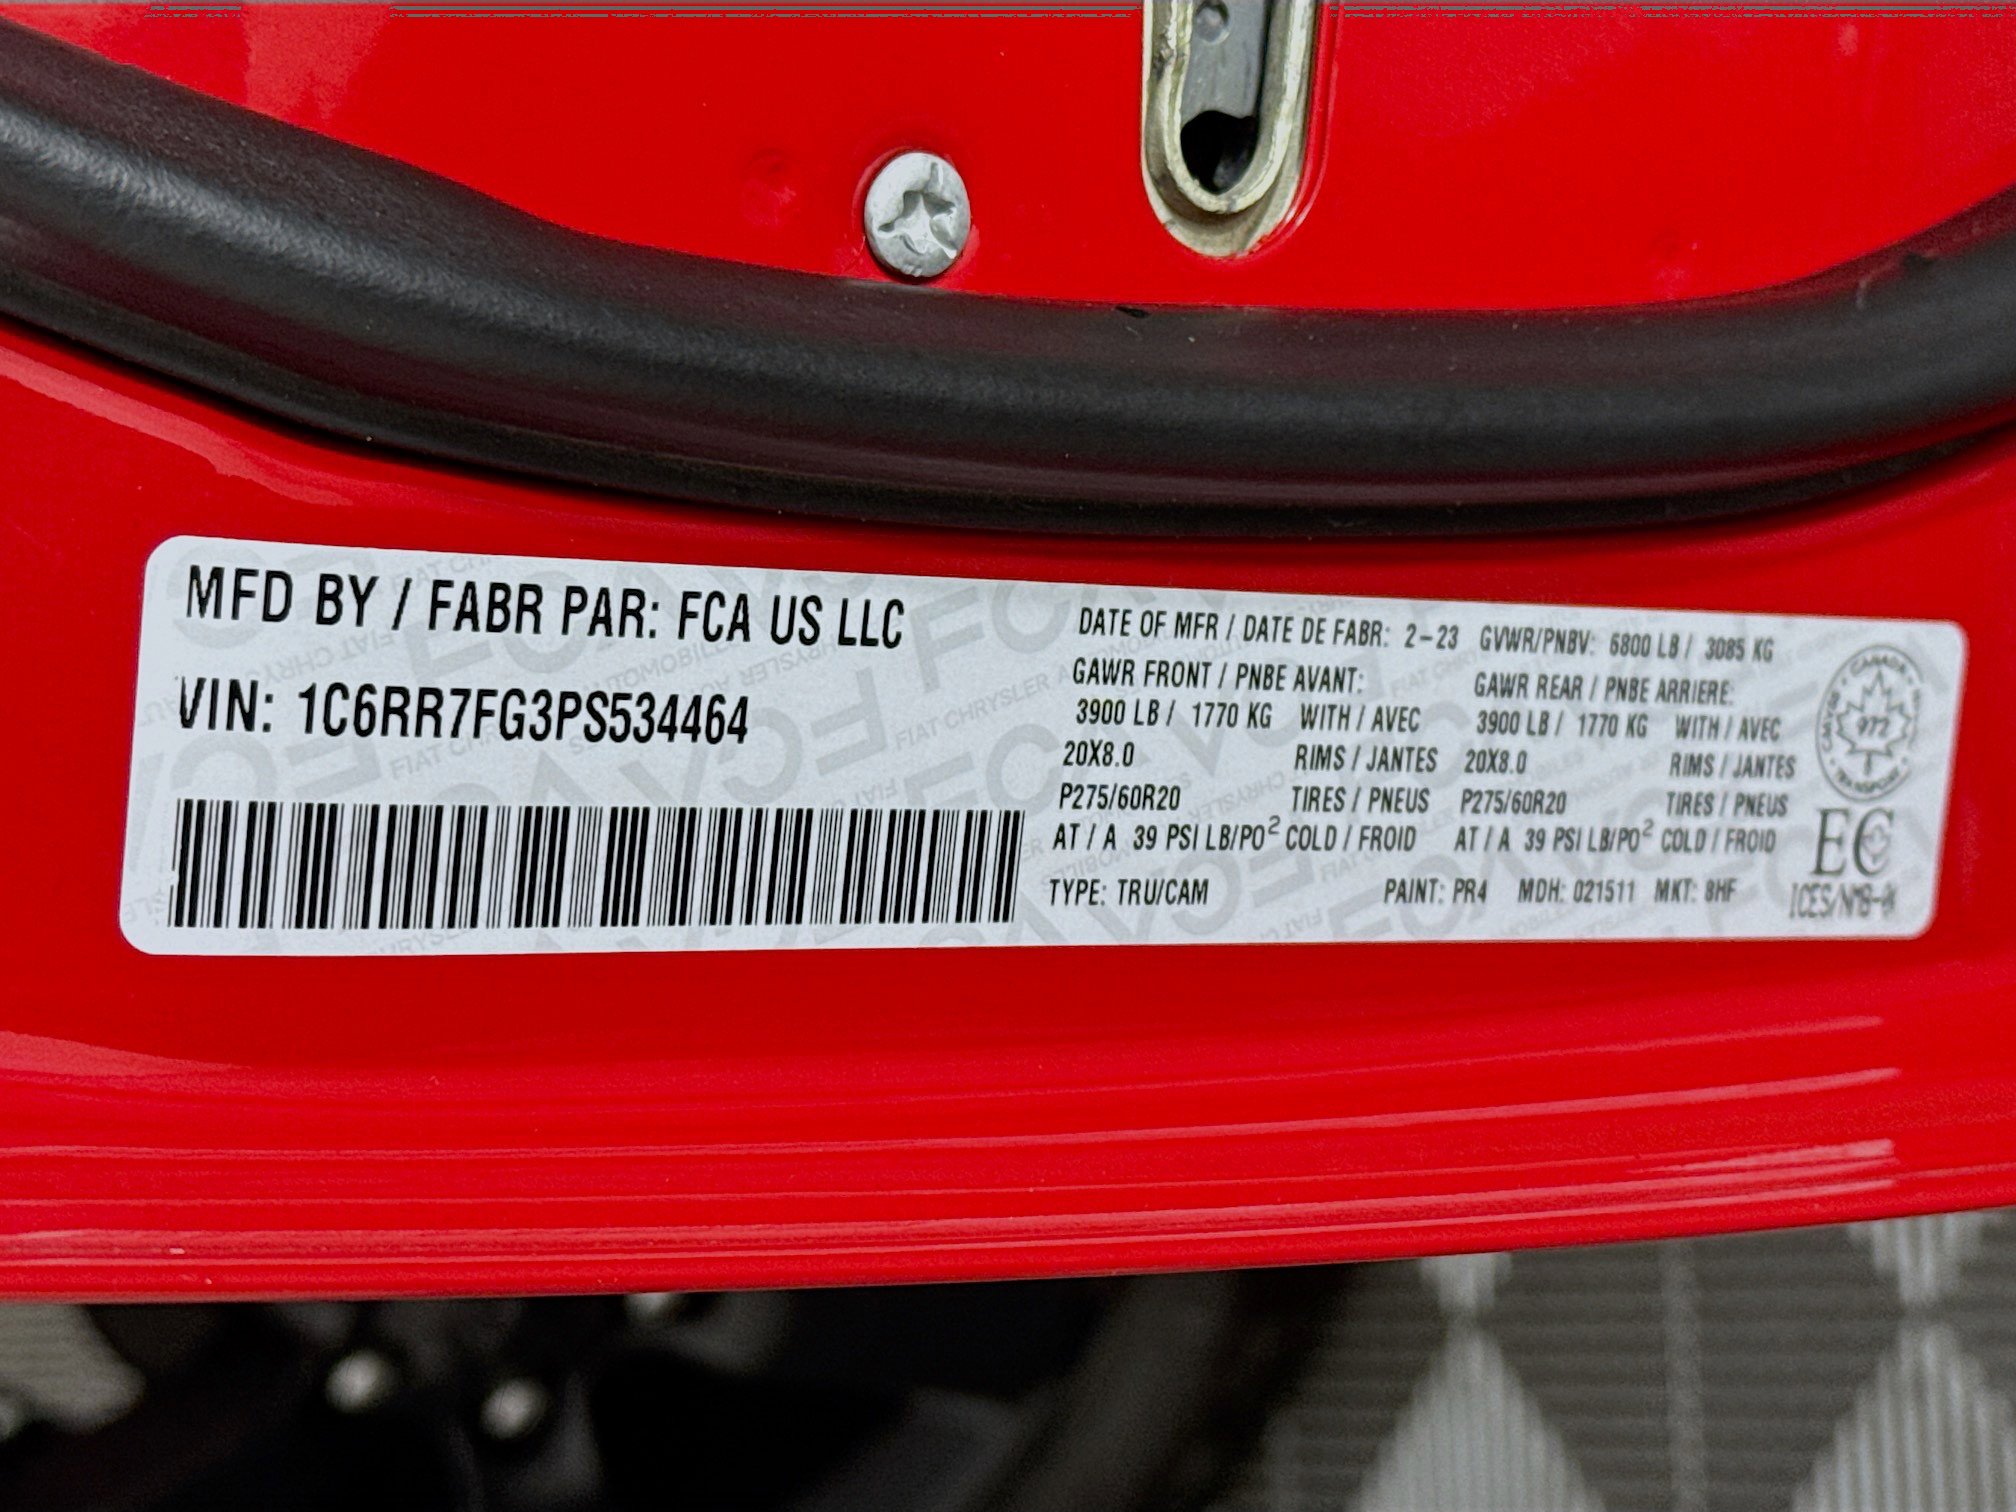 MFD BY / FABR PAR: FCA US LLC
VIN: 1C6RR7FG3PS534464
DATE OF MFR / DATE DE FABR: 2-23 GVWR/PNBV: 6800 LB / 3085 KG
GAWR FRONT / PNBE AVANT:
3900 LB / 1770 KG WITH / AVEC
20X8.0 RIMS / JANTES
P275/60R20 TIRES / PNEUS
AT / A 39 PSI LB/PO² COLD / FROID
GAWR REAR / PNBE ARRIERE:
3900 LB / 1770 KG WITH / AVEC
20X8.0 RIMS / JANTES
P275/60R20 TIRES / PNEUS
AT / A 39 PSI LB/PO² COLD / FROID
TYPE: TRU/CAM PAINT: PR4 MDH: 021511 MKT: 8HF
CANADA
972
TRANSPORT
EC